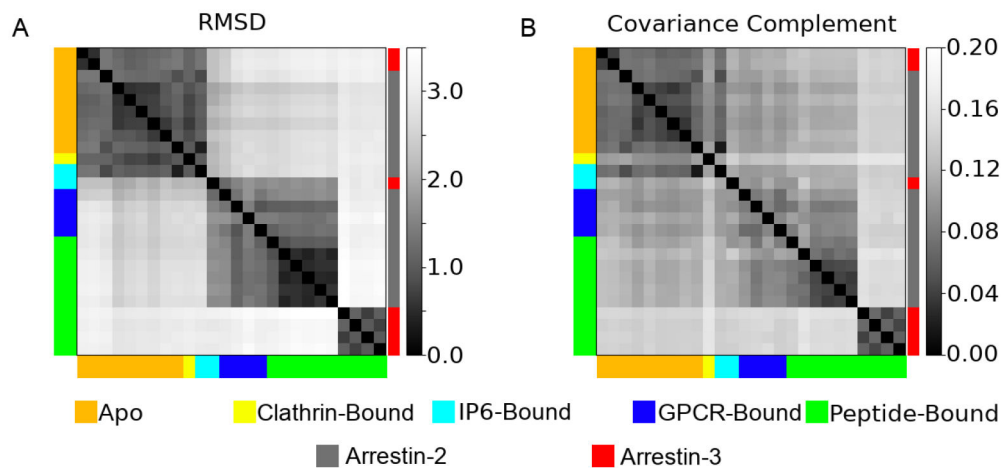 A
RMSD
3.0
2.0
1.0
0.0
B
Covariance Complement
0.20
0.16
0.12
0.08
0.04
0.00
Apo
Clathrin-Bound
IP6-Bound
GPCR-Bound
Peptide-Bound
Arrestin-2
Arrestin-3